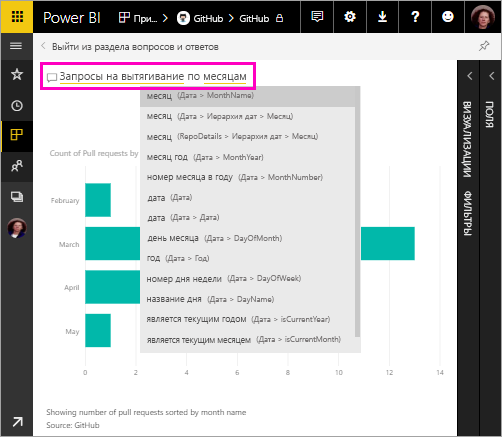 Power BI
При...
GitHub
GitHub
Выйти из раздела вопросов и ответов
Запросы на вытягивание по месяцам
месяц (Дата > MonthName)
месяц (Дата > Иерархия дат > Месяц)
месяц (RepoDetails > Иерархия дат > Месяц)
месяц год (Дата > MonthYear)
номер месяца в году (Дата > MonthNumber)
дата (Дата)
дата (Дата > Дата)
день месяца (Дата > DayOfMonth)
год (Дата > Год)
номер дня недели (Дата > DayOfWeek)
название дня (Дата > DayName)
является текущим годом (Дата > isCurrentYear)
является текущим месяцем (Дата > isCurrentMonth)
Count of Pull requests by
February
March
April
May
0 2 4 6 8 10 12 14
Showing number of pull requests sorted by month name
Source: GitHub
ВИЗУАЛИЗАЦИИ
ФИЛЬТРЫ
ПОЛЯ